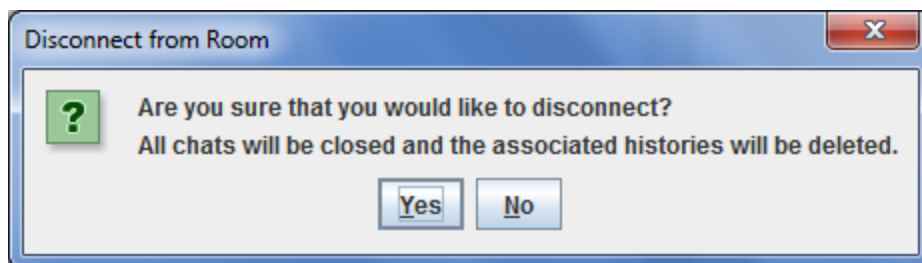 Disconnect from Room
Are you sure that you would like to disconnect?
All chats will be closed and the associated histories will be deleted.
Yes No